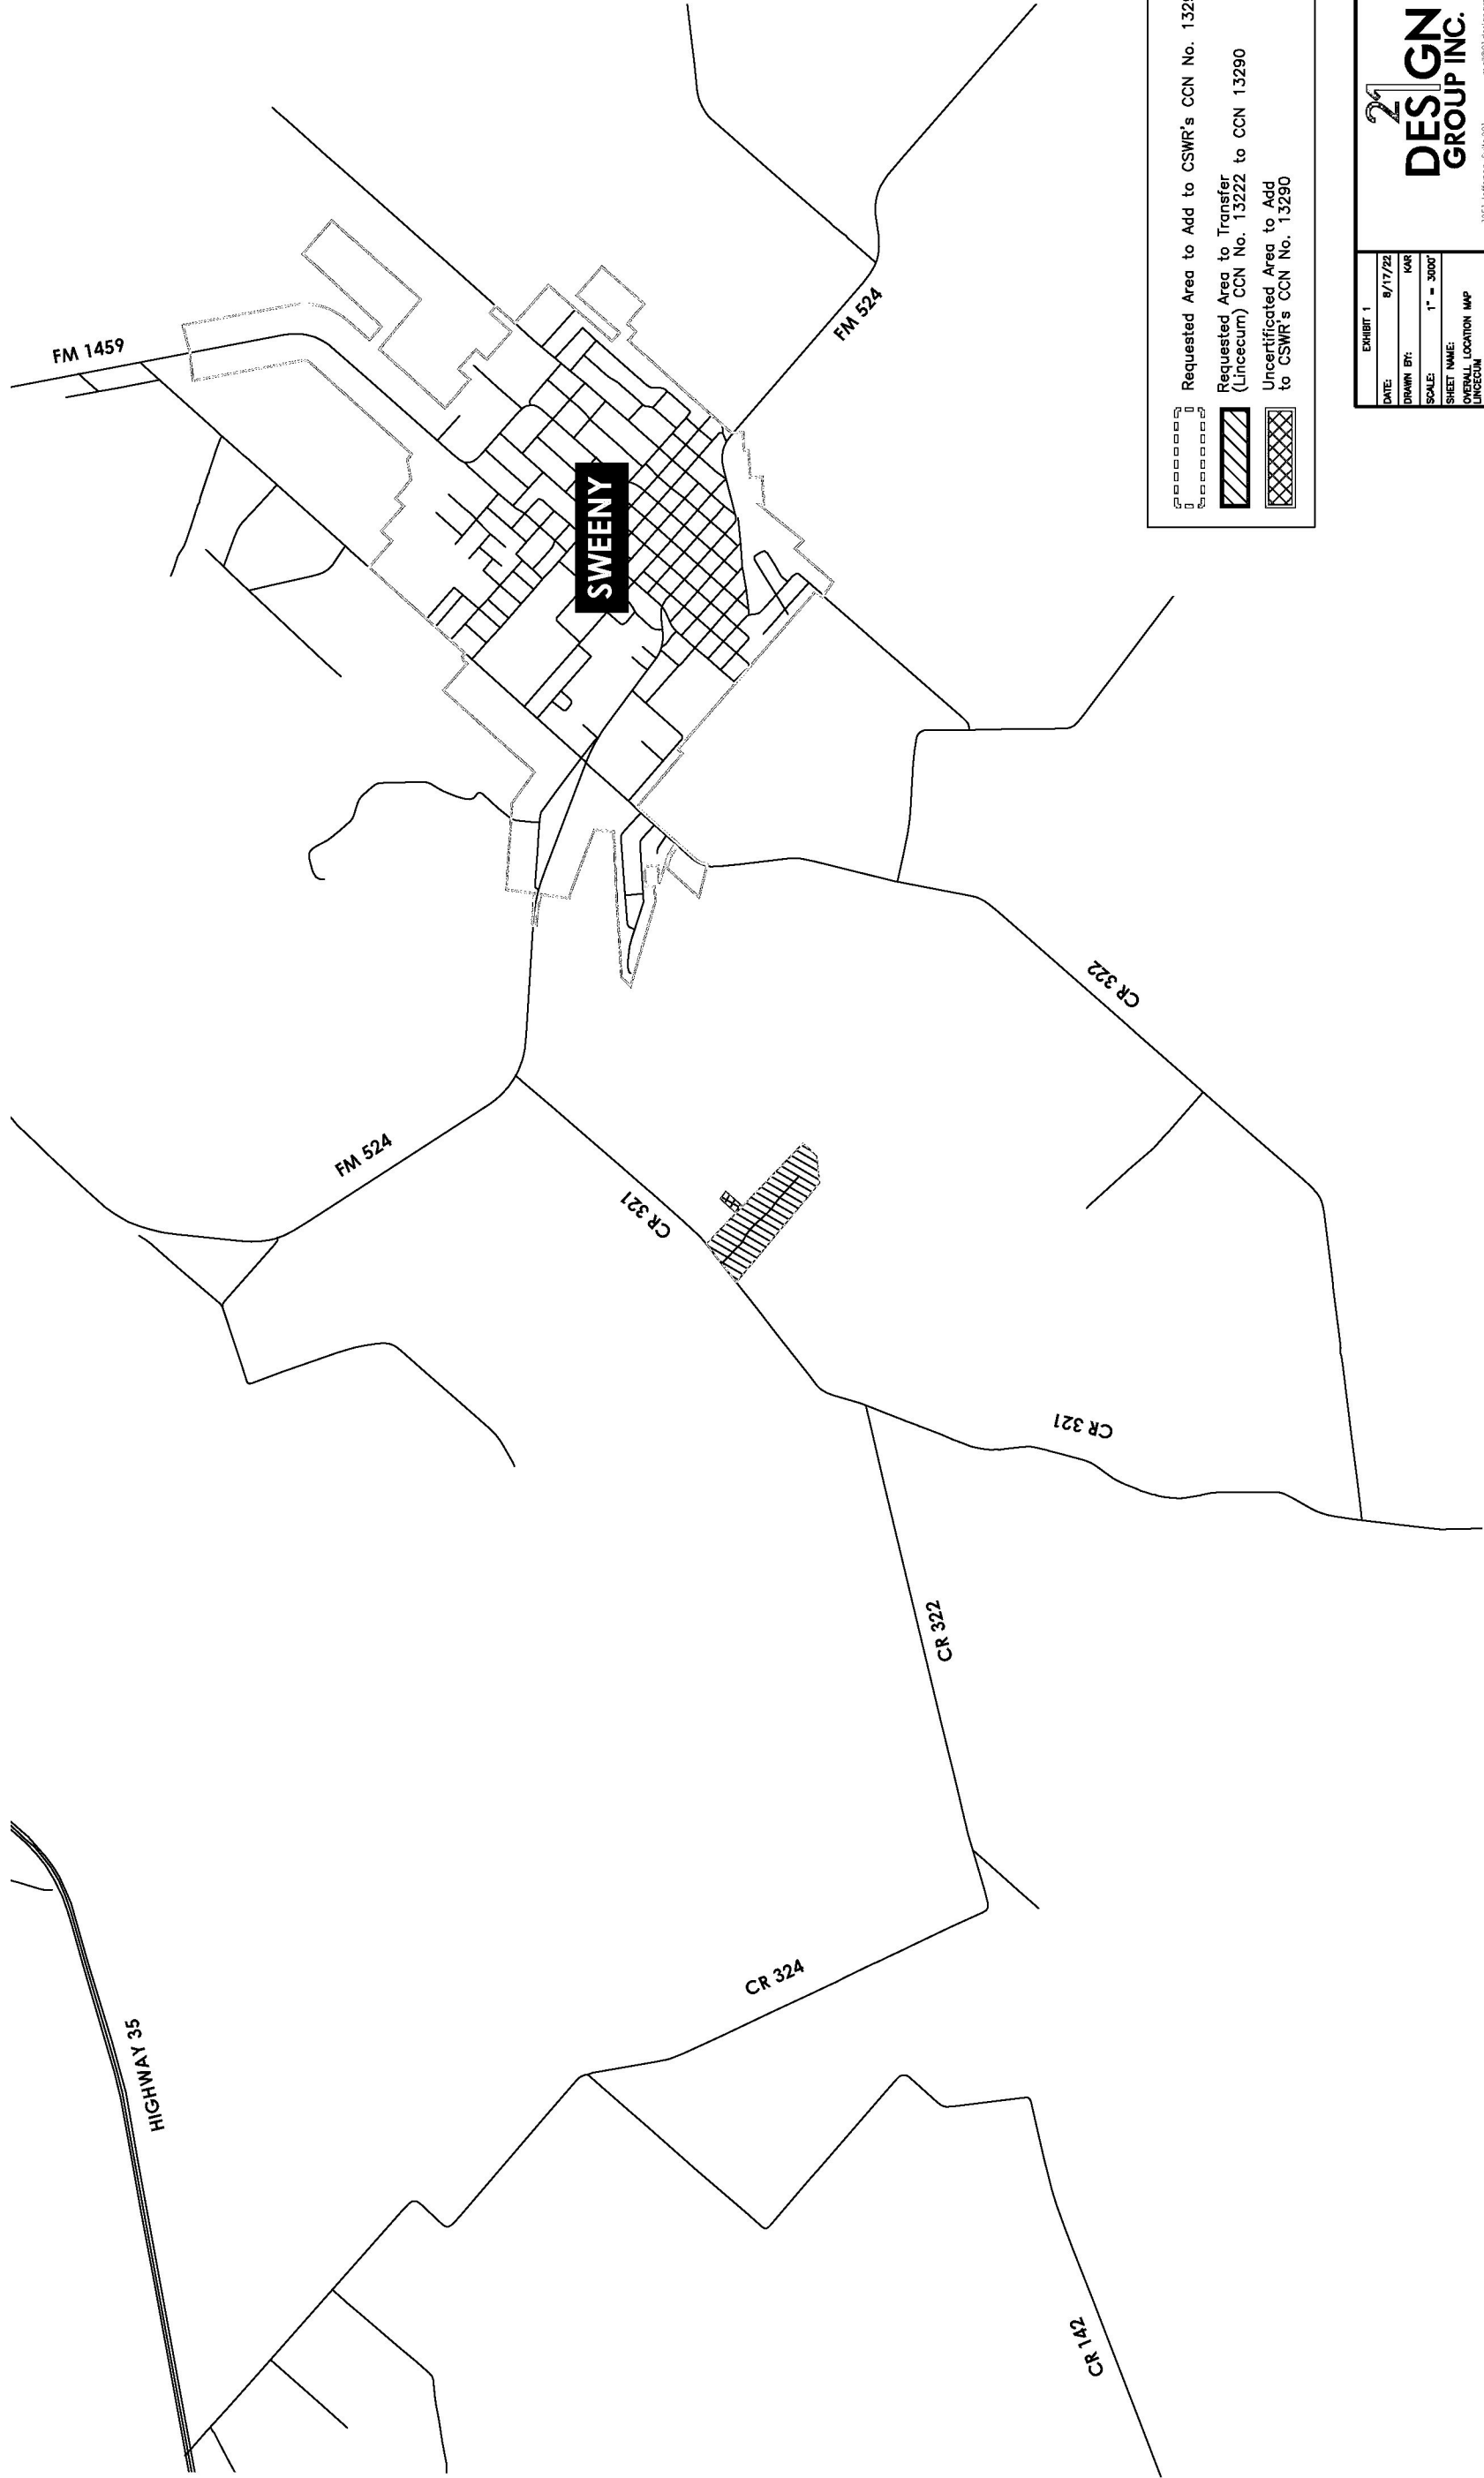 HIGHWAY 35
FM 1459
FM 524
SWEENY
CR 321
CR 324
CR 322
FM 524
CR 321
CR 322
CR 142
Requested Area to Add to CSWR's CCN No.
Requested Area to Transfer
(Lincecum) CCN No. 13222 to CCN 13290
Uncertificated Area to Add
to CSWR's CCN No. 13290
EXHIBIT 1
DATE: 8/17/22
DRAWN BY: KAR
SCALE: 1" = 3000'
SHEET NAME:
OVERALL LOCATION MAP
LINCECUM
21
DESIGN
GROUP INC.